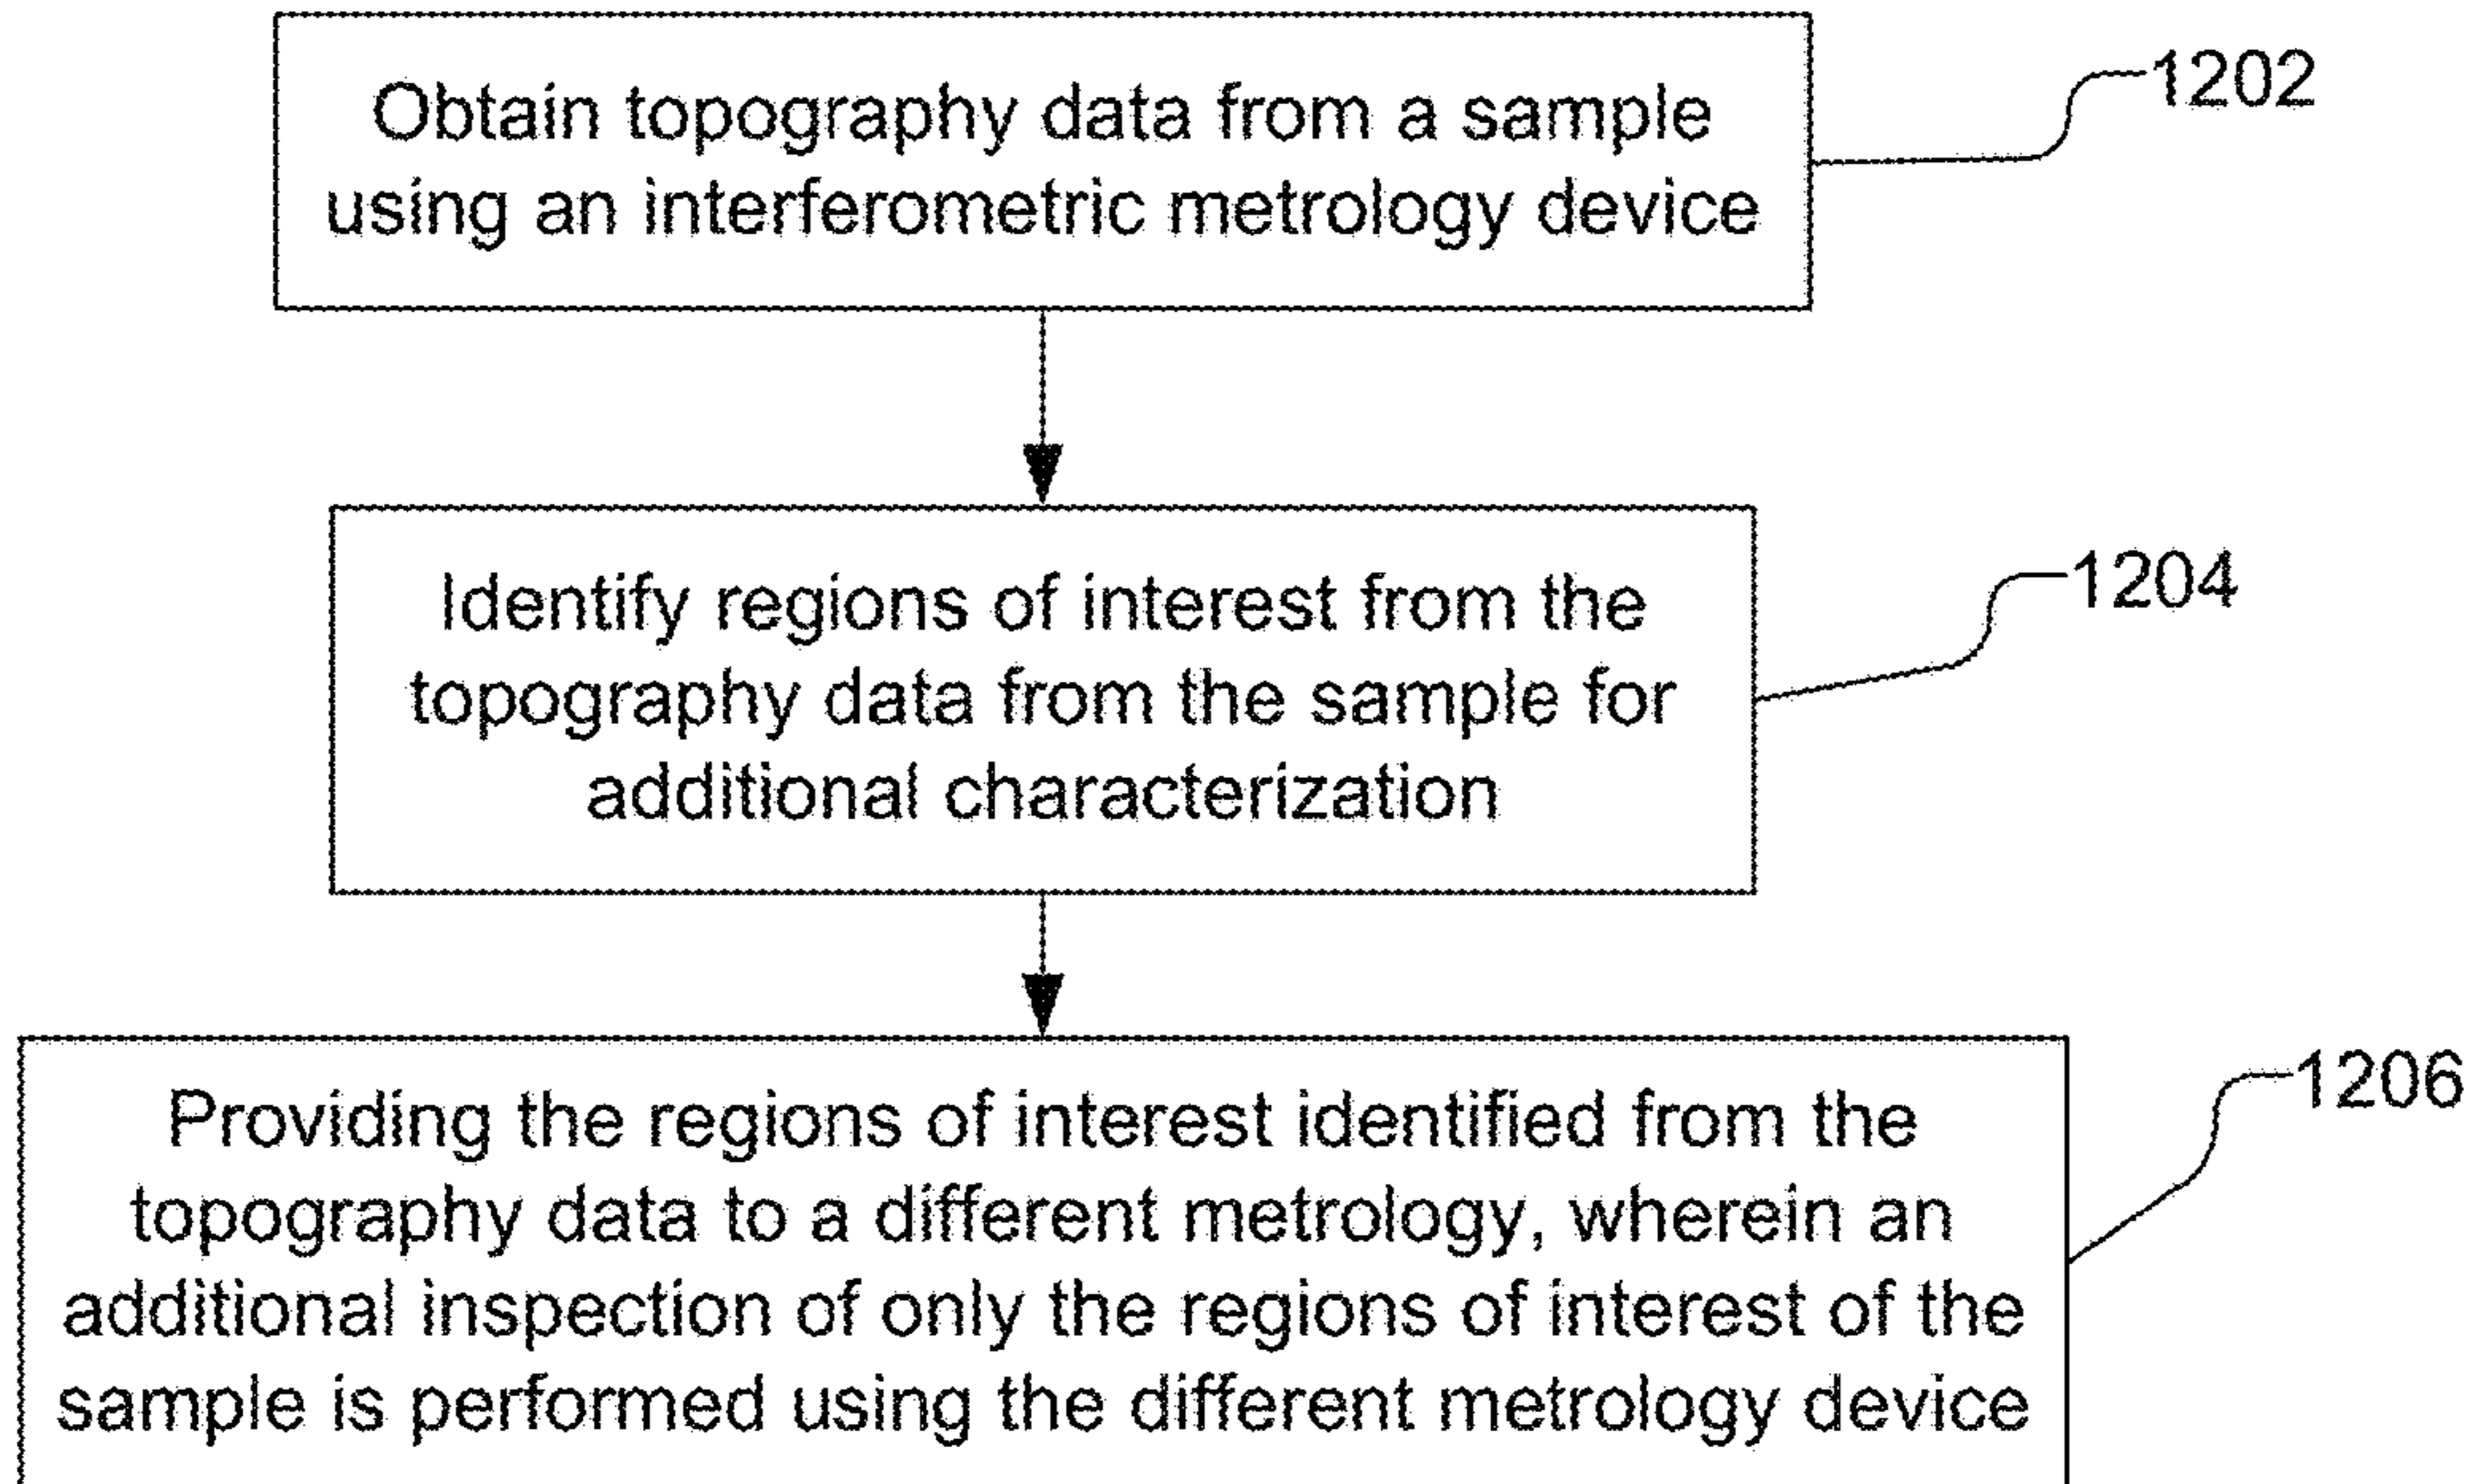 Obtain topography data from a sample
using an interferometric metrology device
1202
Identify regions of interest from the
topography data from the sample for
additional characterization
1204
Providing the regions of interest identified from the
topography data to a different metrology, wherein an
additional inspection of only the regions of interest of the
sample is performed using the different metrology device
1206